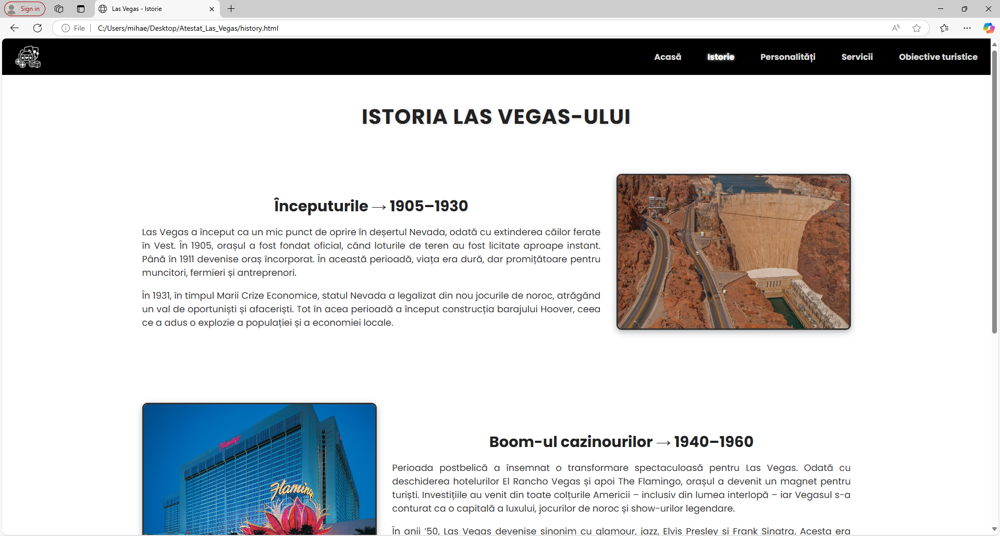 Sign in
Las Vegas - Istorie
File
C:/Users/mihae/Desktop/Atestat_Las_Vegas/history.html
Acasă
Istorie
Personalități
Servicii
Obiective turistice
ISTORIA LAS VEGAS-ULUI
Începuturile → 1905–1930
Las Vegas a început ca un mic punct de oprire în deșertul Nevada, odată cu extinderea căilor ferate
în Vest. În 1905, orașul a fost fondat oficial, când loturile de teren au fost licitate aproape instant.
Până în 1911 devenise oraș încorporat. În această perioadă, viața era dură, dar promițătoare pentru
muncitori, fermieri și antreprenori.
În 1931, în timpul Marii Crize Economice, statul Nevada a legalizat din nou jocurile de noroc, atrăgând
un val de oportuniști și afaceriști. Tot în acea perioadă a început construcția barajului Hoover, ceea
ce a adus o explozie a populației și a economiei locale.
Flamingo
Flamingo
Boom-ul cazinourilor → 1940–1960
Perioada postbelică a însemnat o transformare spectaculoasă pentru Las Vegas. Odată cu
deschiderea hotelurilor El Rancho Vegas și apoi The Flamingo, orașul a devenit un magnet pentru
turiști. Investițiile au venit din toate colțurile Americii – inclusiv din lumea interlopă – iar Vegasul s-a
conturat ca o capitală a luxului, jocurilor de noroc și show-urilor legendare.
În anii ’50, Las Vegas devenise sinonim cu glamour, jazz, Elvis Presley și Frank Sinatra. Acesta era